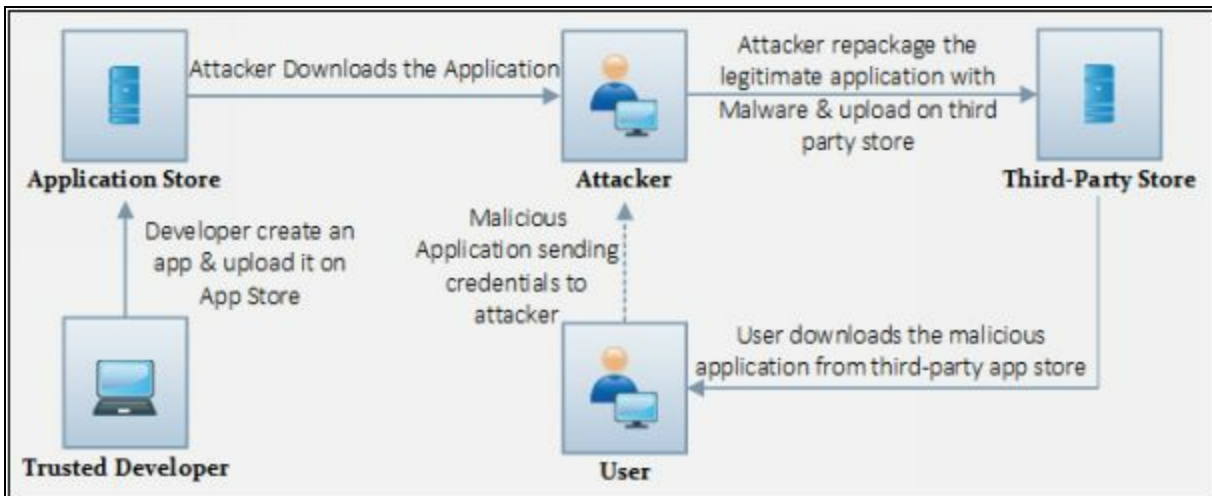 Attacker Downloads the Application
Attacker repackage the
legitimate application with
Malware & upload on third
party store
Application Store
Attacker
Third-Party Store
Developer create an
app & upload it on
App Store
Malicious
Application sending
credentials to
attacker
User downloads the malicious
application from third-party app store
Trusted Developer
User